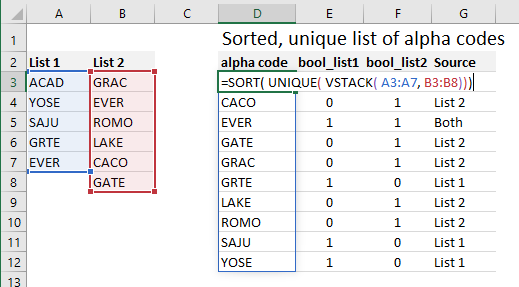 A B C D E F G
1 Sorted, unique list of alpha codes
2 List 1 List 2 alpha code bool_list1 bool_list2 Source
3 ACAD GRAC =SORT( UNIQUE( VSTACK( A3:A7, B3:B8)))
4 YOSE EVER CACO 0 1 List 2
5 SAJU ROMO EVER 1 1 Both
6 GRTE LAKE GATE 0 1 List 2
7 EVER CACO GRAC 0 1 List 2
8 GATE GRTE 1 0 List 1
9 LAKE 0 1 List 2
10 ROMO 0 1 List 2
11 SAJU 1 0 List 1
12 YOSE 1 0 List 1
13